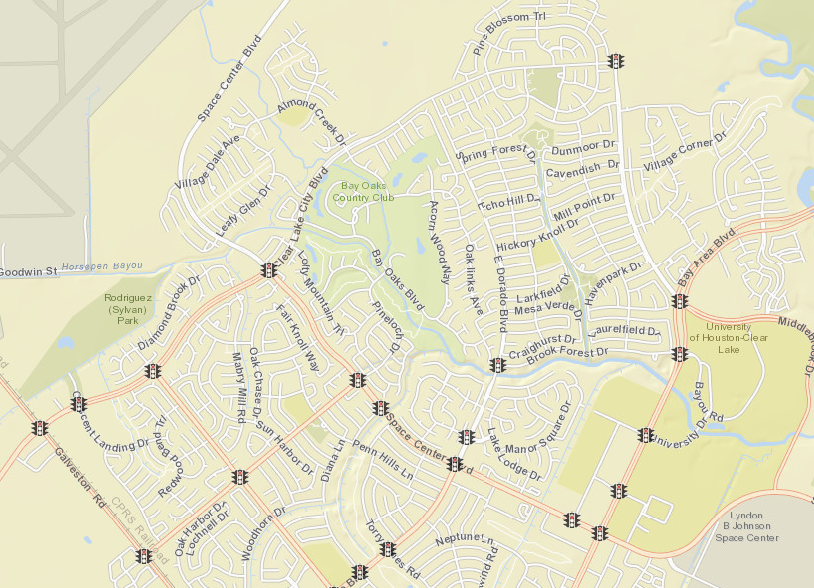 Pine Blossom Trl
Space Center Blvd
Almond Creek Dr
Village Dale Ave
Spring Forest Dr
Dunmoor Dr
Cavendish Dr
Village Corner Dr
Bay Oaks
Country Club
Leafy Glen Dr
Clear Lake City Blvd
Acorn Wood Way
Echo Hill Dr
Mill Point Dr
Hickory Knoll Dr
Bay Area Blvd
Goodwin St
Horsepen Bayou
Bay Oaks Blvd
Oak links Ave
El Dorado Blvd
Havenpark Dr
Larkfield Dr
Mesa Verde Dr
Laurelfield Dr
Rodriguez
(Sylvan)
Park
Diamond Brook Dr
Lofty Mountain Trl
Fair Knoll Way
Pineloch Dr
Craighurst Dr
Brook Forest Dr
University
of Houston-Clear
Lake
Middlebrook Dr
Mabry Mill Rd
Oak Chase Dr
Bayou Rd
University Dr
Crescent Landing Dr
Sun Harbor Dr
Diana Ln
Penn Hills Ln
Space Center Blvd
Manor Square Dr
Lake Lodge Dr
Galveston Rd
CPRS Railroad
Redwood Bend Trl
Oak Harbor Dr
Lochnell Dr
Woodhorn Dr
Neptune Ln
Lyndon
B Johnson
Space Center